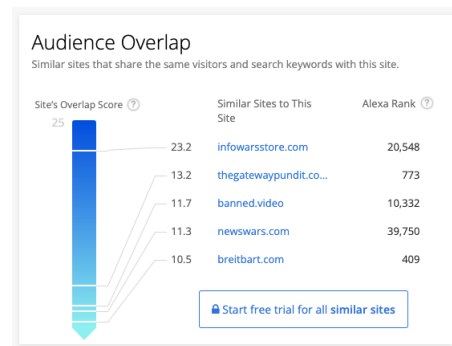 Audience Overlap
Similar sites that share the same visitors and search keywords with this site.
Site's Overlap Score ?
Similar Sites to This
Site
Alexa Rank ?
25
23.2 infowarsstore.com 20,548
13.2 thegatewaypundit.co... 773
11.7 banned.video 10,332
11.3 newswars.com 39,750
10.5 breitbart.com 409
Start free trial for all similar sites